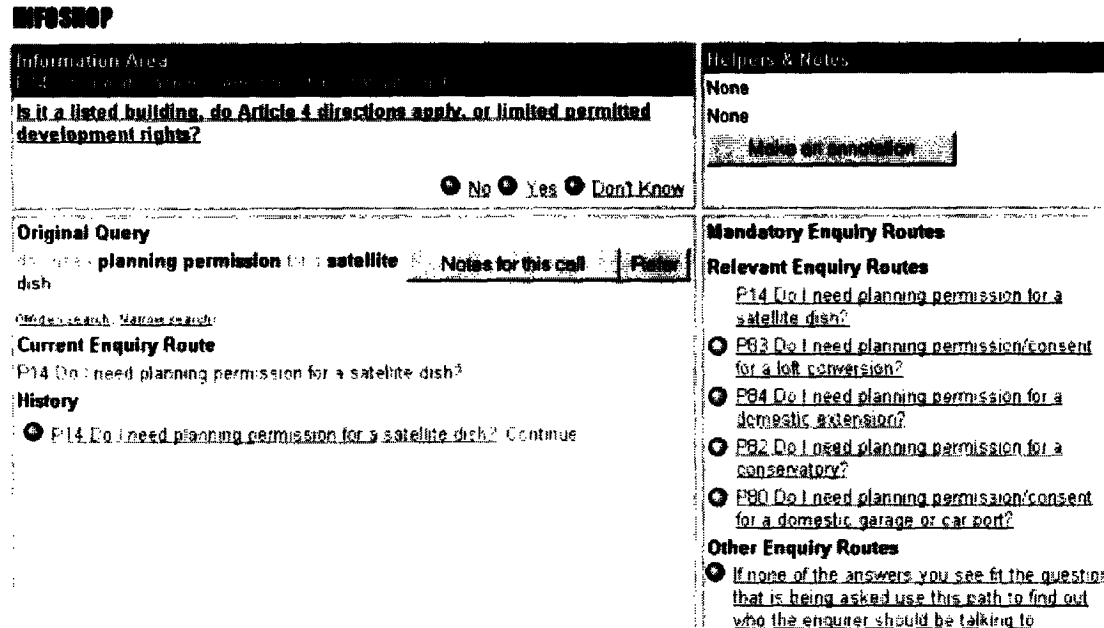 INFOSHOP
Information Area
Is it a listed building, do Article 4 directions apply, or limited permitted
development rights?
No Yes Don't Know
Original Query
planning permission satellite
dish
Notes for this call
Widen search, Narrow search
Current Enquiry Route
P14 Do I need planning permission for a satellite dish?
History
P14 Do I need planning permission for a satellite dish? Continue
Helpers & Notes
None
None
Make an annotation
Mandatory Enquiry Routes
Relevant Enquiry Routes
P14 Do I need planning permission for a
satellite dish?
P83 Do I need planning permission/consent
for a loft conversion?
P84 Do I need planning permission for a
domestic extension?
P82 Do I need planning permission for a
conservatory?
P80 Do I need planning permission/consent
for a domestic garage or car port?
Other Enquiry Routes
If none of the answers you see fit the question
that is being asked use this path to find out
who the enquirer should be talking to